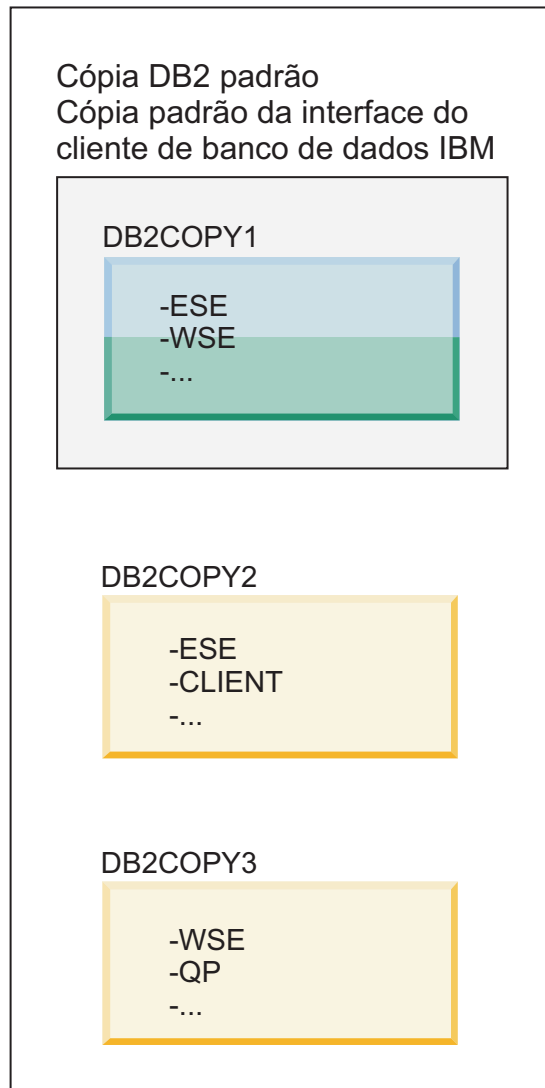 Cópia DB2 padrão
Cópia padrão da interface do
cliente de banco de dados IBM
DB2COPY1
-ESE
-WSE
-...
DB2COPY2
-ESE
-CLIENT
-...
DB2COPY3
-WSE
-QP
-...